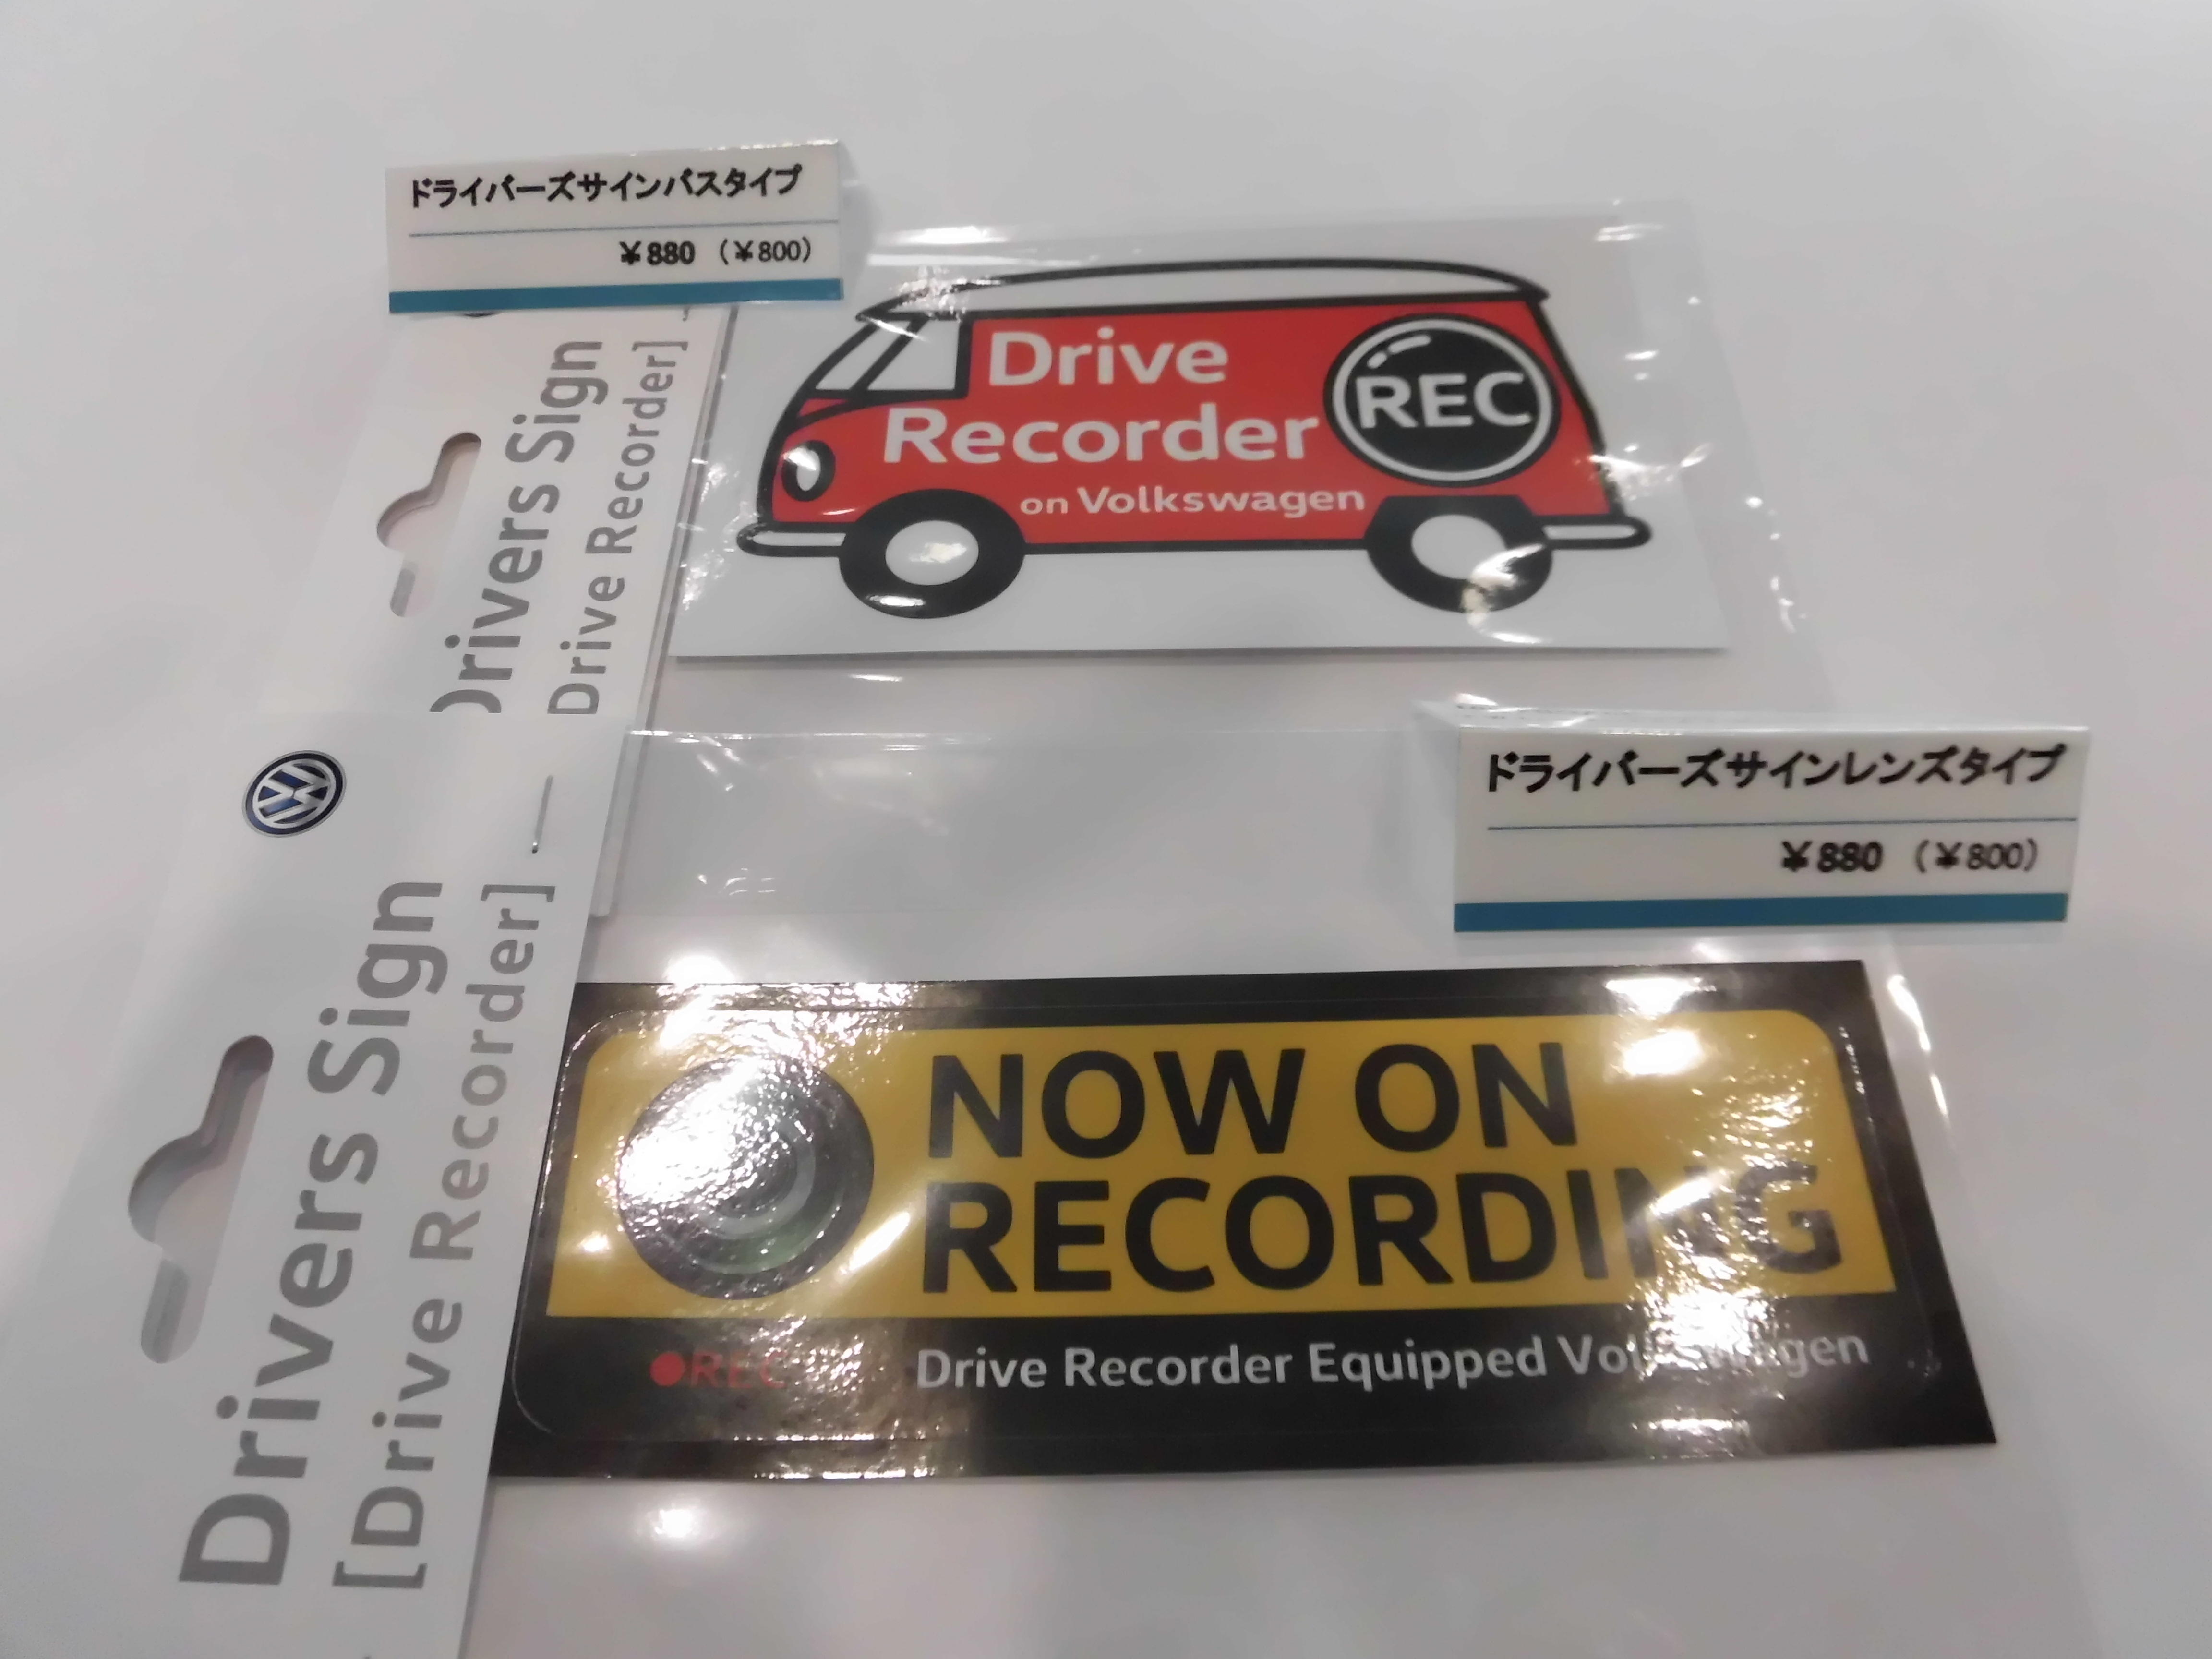 ドライバーズサインバスタイプ
￥880 （￥800）
Drivers Sign
Drive Recorder]
Drive
Recorder
REC
on Volkswagen
ドライバーズサインレンズタイプ
￥880 （￥800）
Drivers Sign
[Drive Recorder]
NOW ON
RECORDING
REC
Drive Recorder Equipped Volkswagen